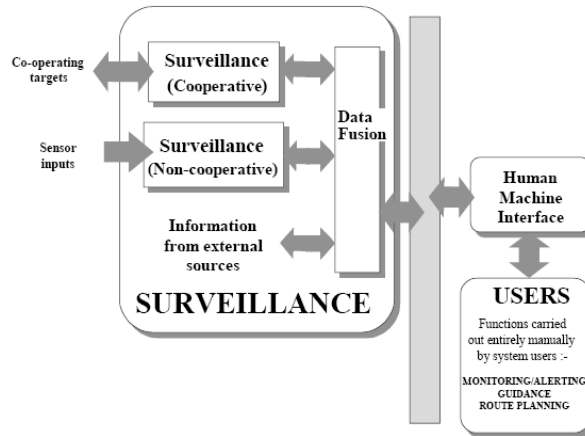 Co-operating
targets
Surveillance
(Cooperative)
Sensor
inputs
Surveillance
(Non-cooperative)
Information
from external
sources
Data
Fusion
SURVEILLANCE
Human
Machine
Interface
USERS
Functions carried
out entirely manually
by system users :-
MONITORING/ALERTING
GUIDANCE
ROUTE PLANNING